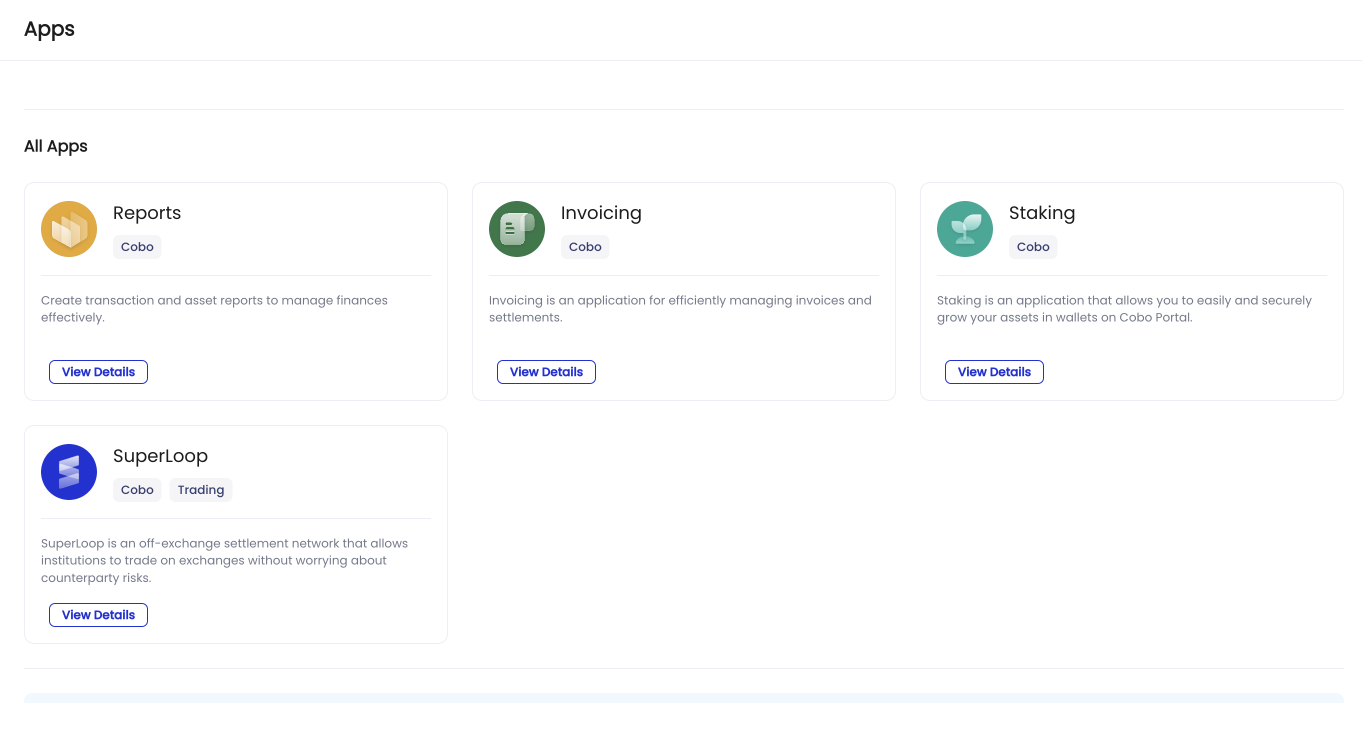 Apps
All Apps
Reports
Cobo
Create transaction and asset reports to manage finances
effectively.
View Details
Invoicing
Cobo
Invoicing is an application for efficiently managing invoices and
settlements.
View Details
Staking
Cobo
Staking is an application that allows you to easily and securely
grow your assets in wallets on Cobo Portal.
View Details
SuperLoop
Cobo Trading
SuperLoop is an off-exchange settlement network that allows
institutions to trade on exchanges without worrying about
counterparty risks.
View Details